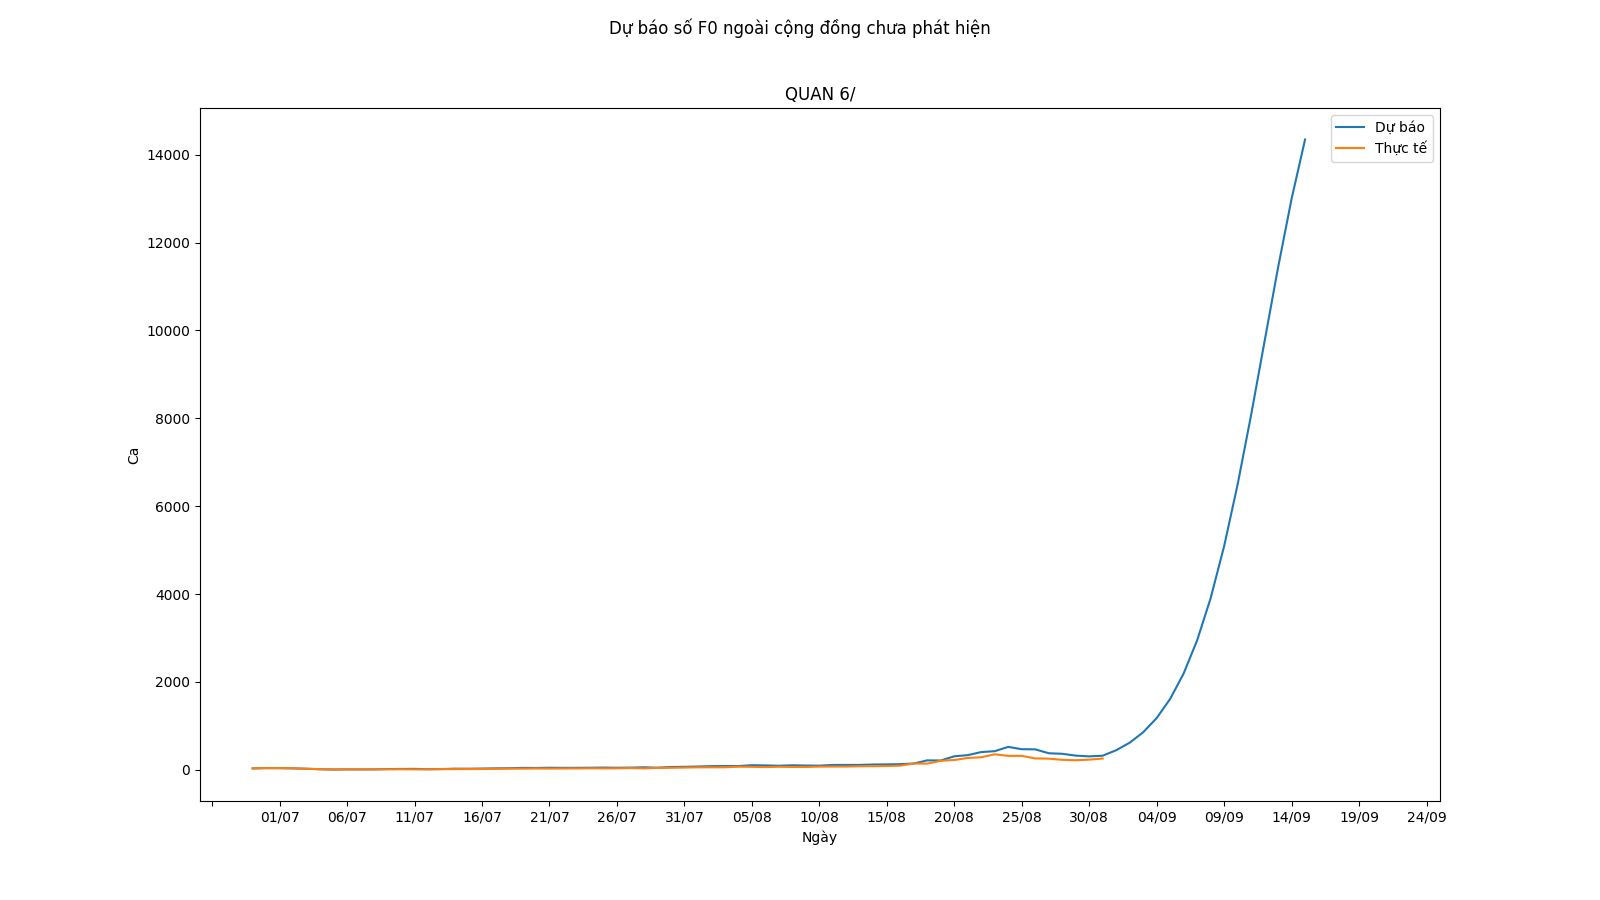 Dự báo số F0 ngoài cộng đồng chưa phát hiện
QUAN 6/
Dự báo
Thực tế
14000
12000
10000
8000
6000
4000
2000
0
Ca
01/07 06/07 11/07 16/07 21/07 26/07 31/07 05/08 10/08 15/08 20/08 25/08 30/08 04/09 09/09 14/09 19/09 24/09
Ngày